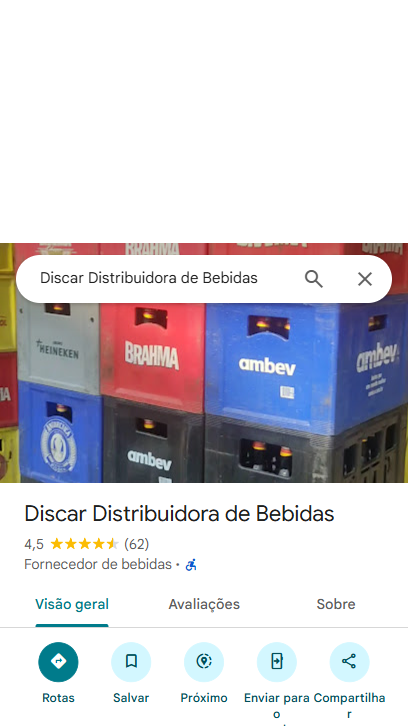 BRAHMA
Discar Distribuidora de Bebidas
HEINEKEN
BRAHMA
ambev
ambev
ANTARCTICA
ambev
Discar Distribuidora de Bebidas
4,5 (62)
Fornecedor de bebidas ·
Visão geral Avaliações Sobre
Rotas Salvar Próximo Enviar para o Compartilhar